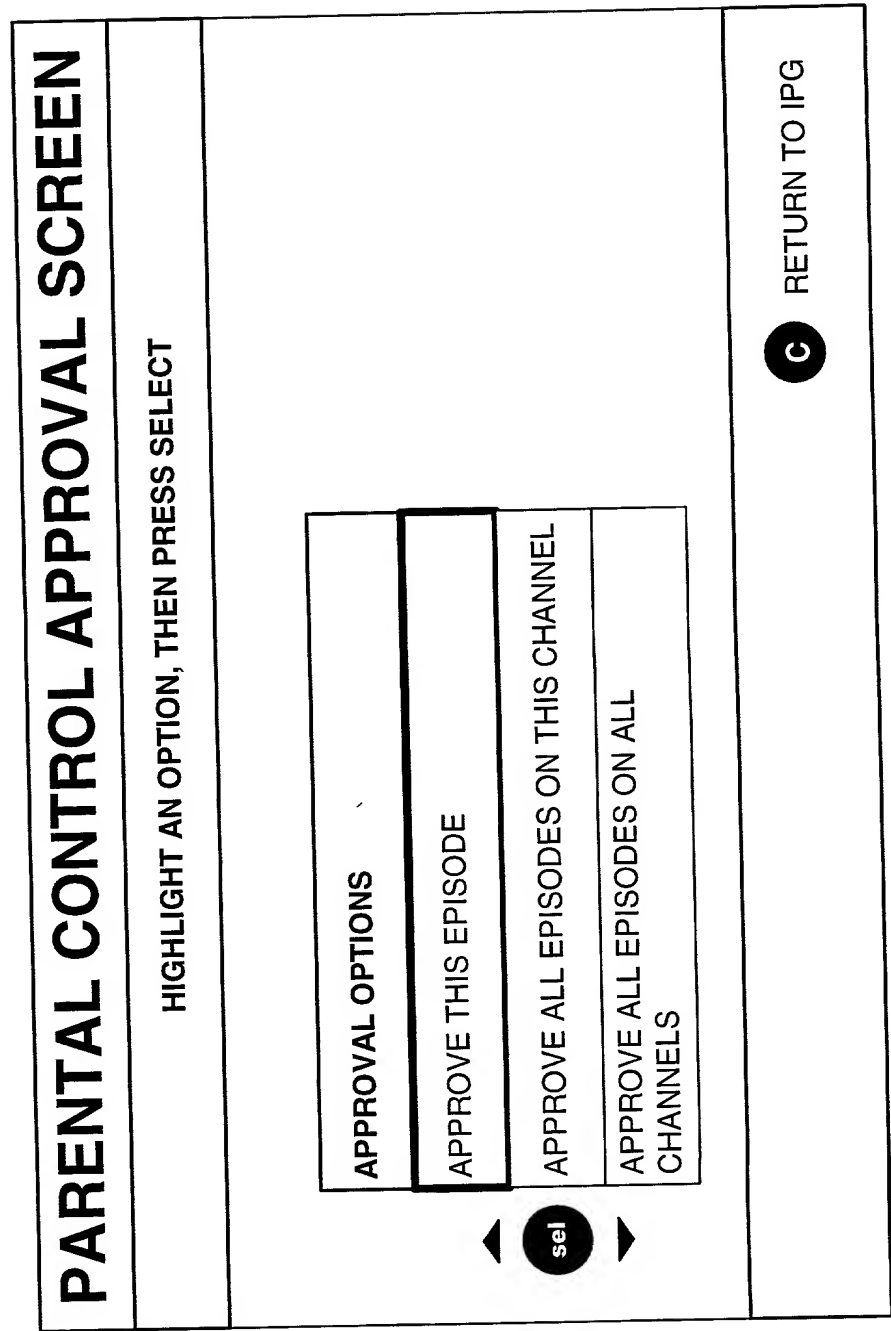 PARENTAL CONTROL APPROVAL SCREEN
HIGHLIGHT AN OPTION, THEN PRESS SELECT
APPROVAL OPTIONS
APPROVE THIS EPISODE
sel
APPROVE ALL EPISODES ON THIS CHANNEL
APPROVE ALL EPISODES ON ALL
CHANNELS
C RETURN TO IPG